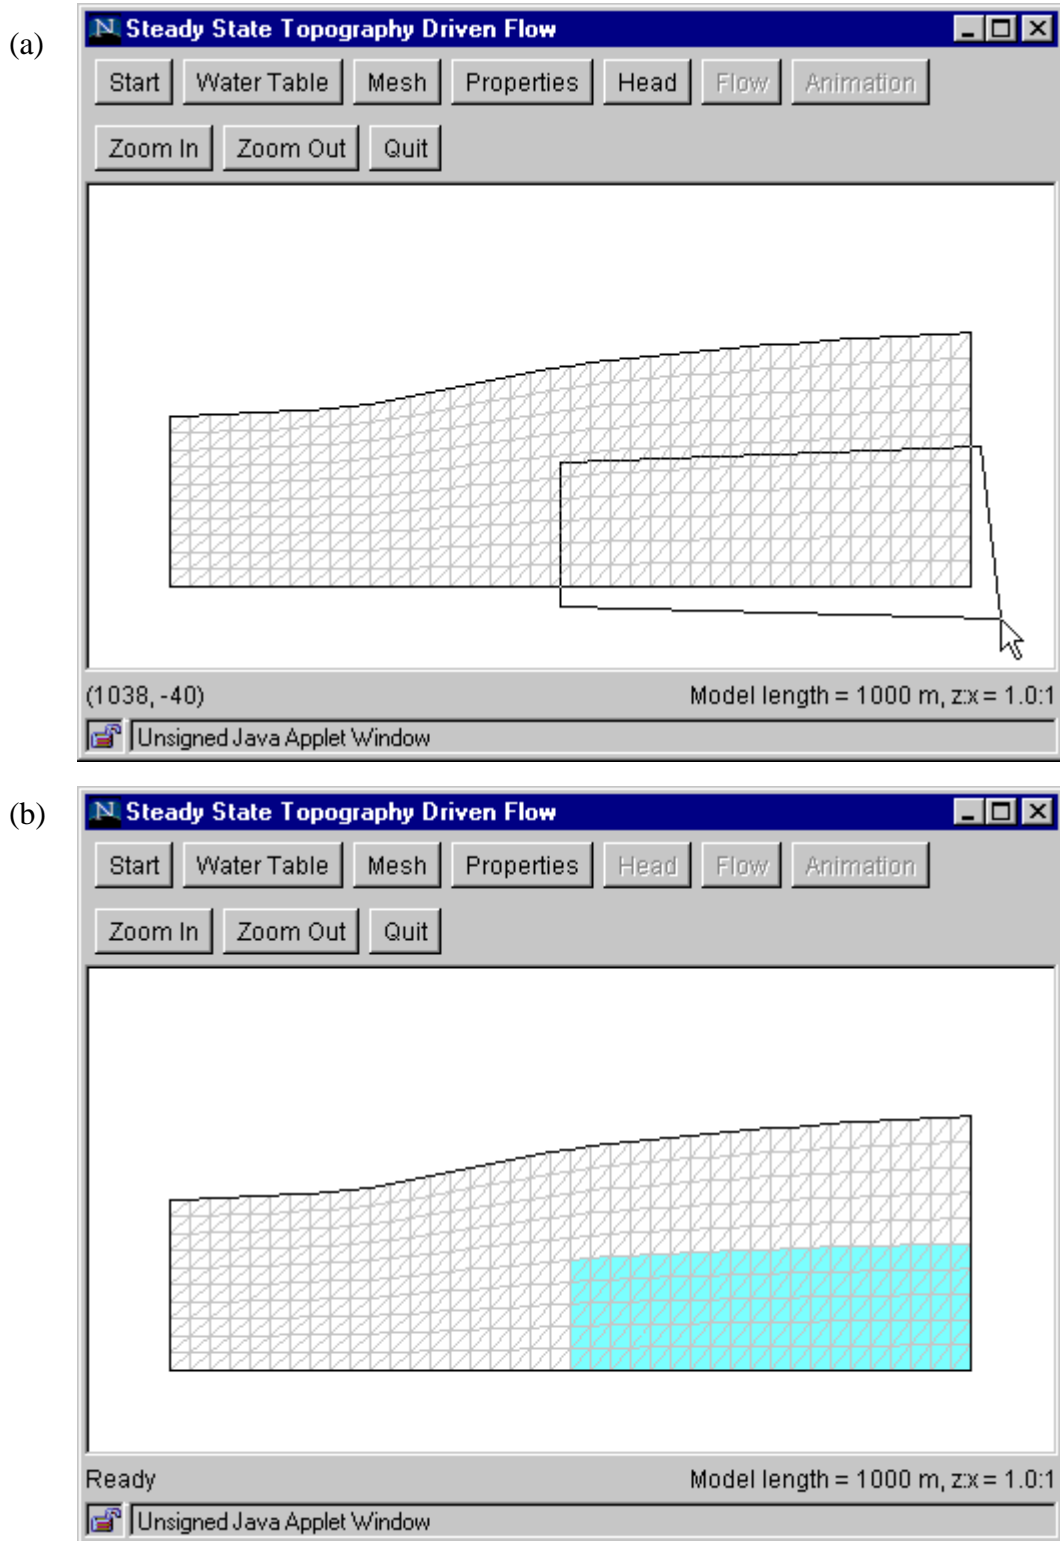 (a)
N Steady State Topography Driven Flow
Start Water Table Mesh Properties Head Flow Animation
Zoom In Zoom Out Quit
(1038, -40) Model length = 1000 m, z:x = 1.0:1
Unsigned Java Applet Window
(b)
N Steady State Topography Driven Flow
Start Water Table Mesh Properties Head Flow Animation
Zoom In Zoom Out Quit
Ready Model length = 1000 m, z:x = 1.0:1
Unsigned Java Applet Window